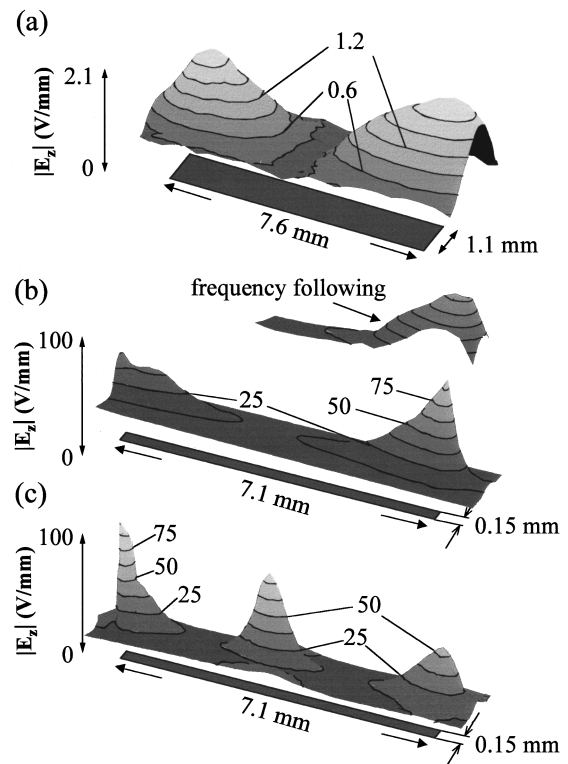 (a)
2.1
0
|Ez| (V/mm)
1.2
0.6
7.6 mm
1.1 mm
(b)
frequency following
100
0
|Ez| (V/mm)
75
50
25
7.1 mm
0.15 mm
(c)
100
0
|Ez| (V/mm)
75
50
25
50
25
7.1 mm
0.15 mm